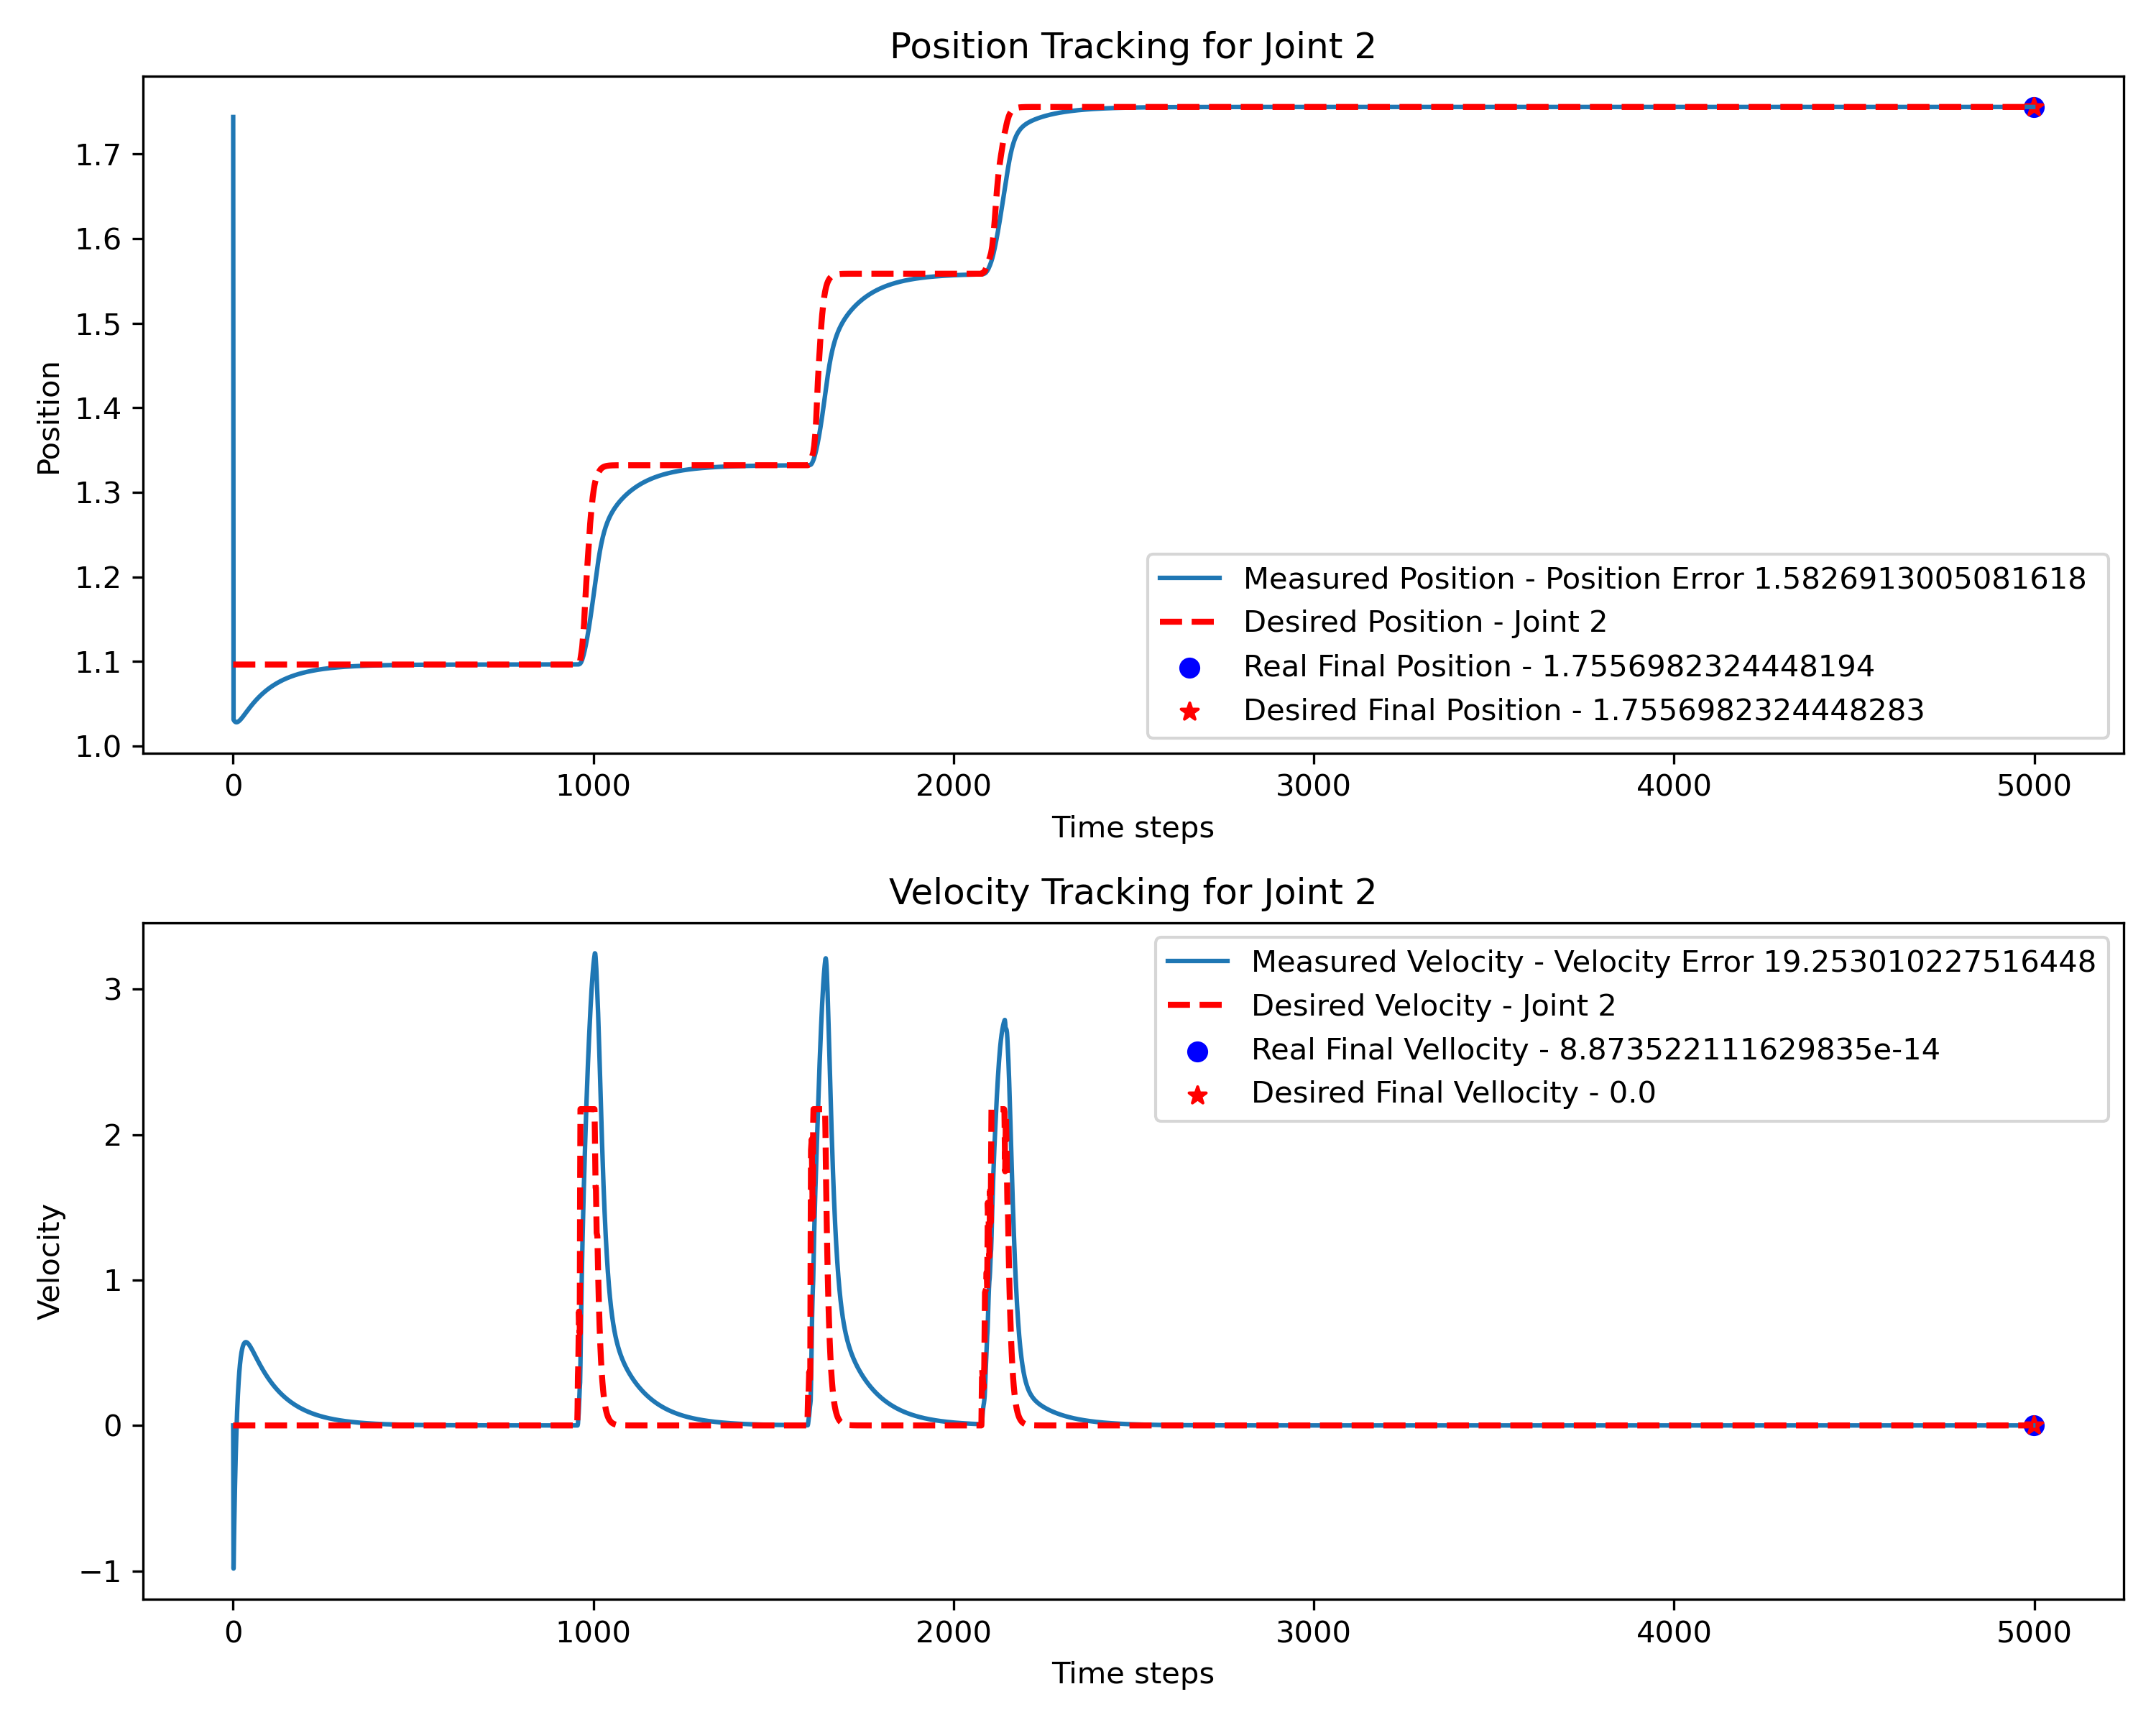 Position Tracking for Joint 2
Position
1.7
1.6
1.5
1.4
1.3
1.2
1.1
1.0
Measured Position - Position Error 1.5826913005081618
Desired Position - Joint 2
Real Final Position - 1.7556982324448194
Desired Final Position - 1.7556982324448283
0 1000 2000 3000 4000 5000
Time steps
Velocity Tracking for Joint 2
Velocity
3
2
1
0
−1
Measured Velocity - Velocity Error 19.253010227516448
Desired Velocity - Joint 2
Real Final Vellocity - 8.873522111629835e-14
Desired Final Vellocity - 0.0
0 1000 2000 3000 4000 5000
Time steps